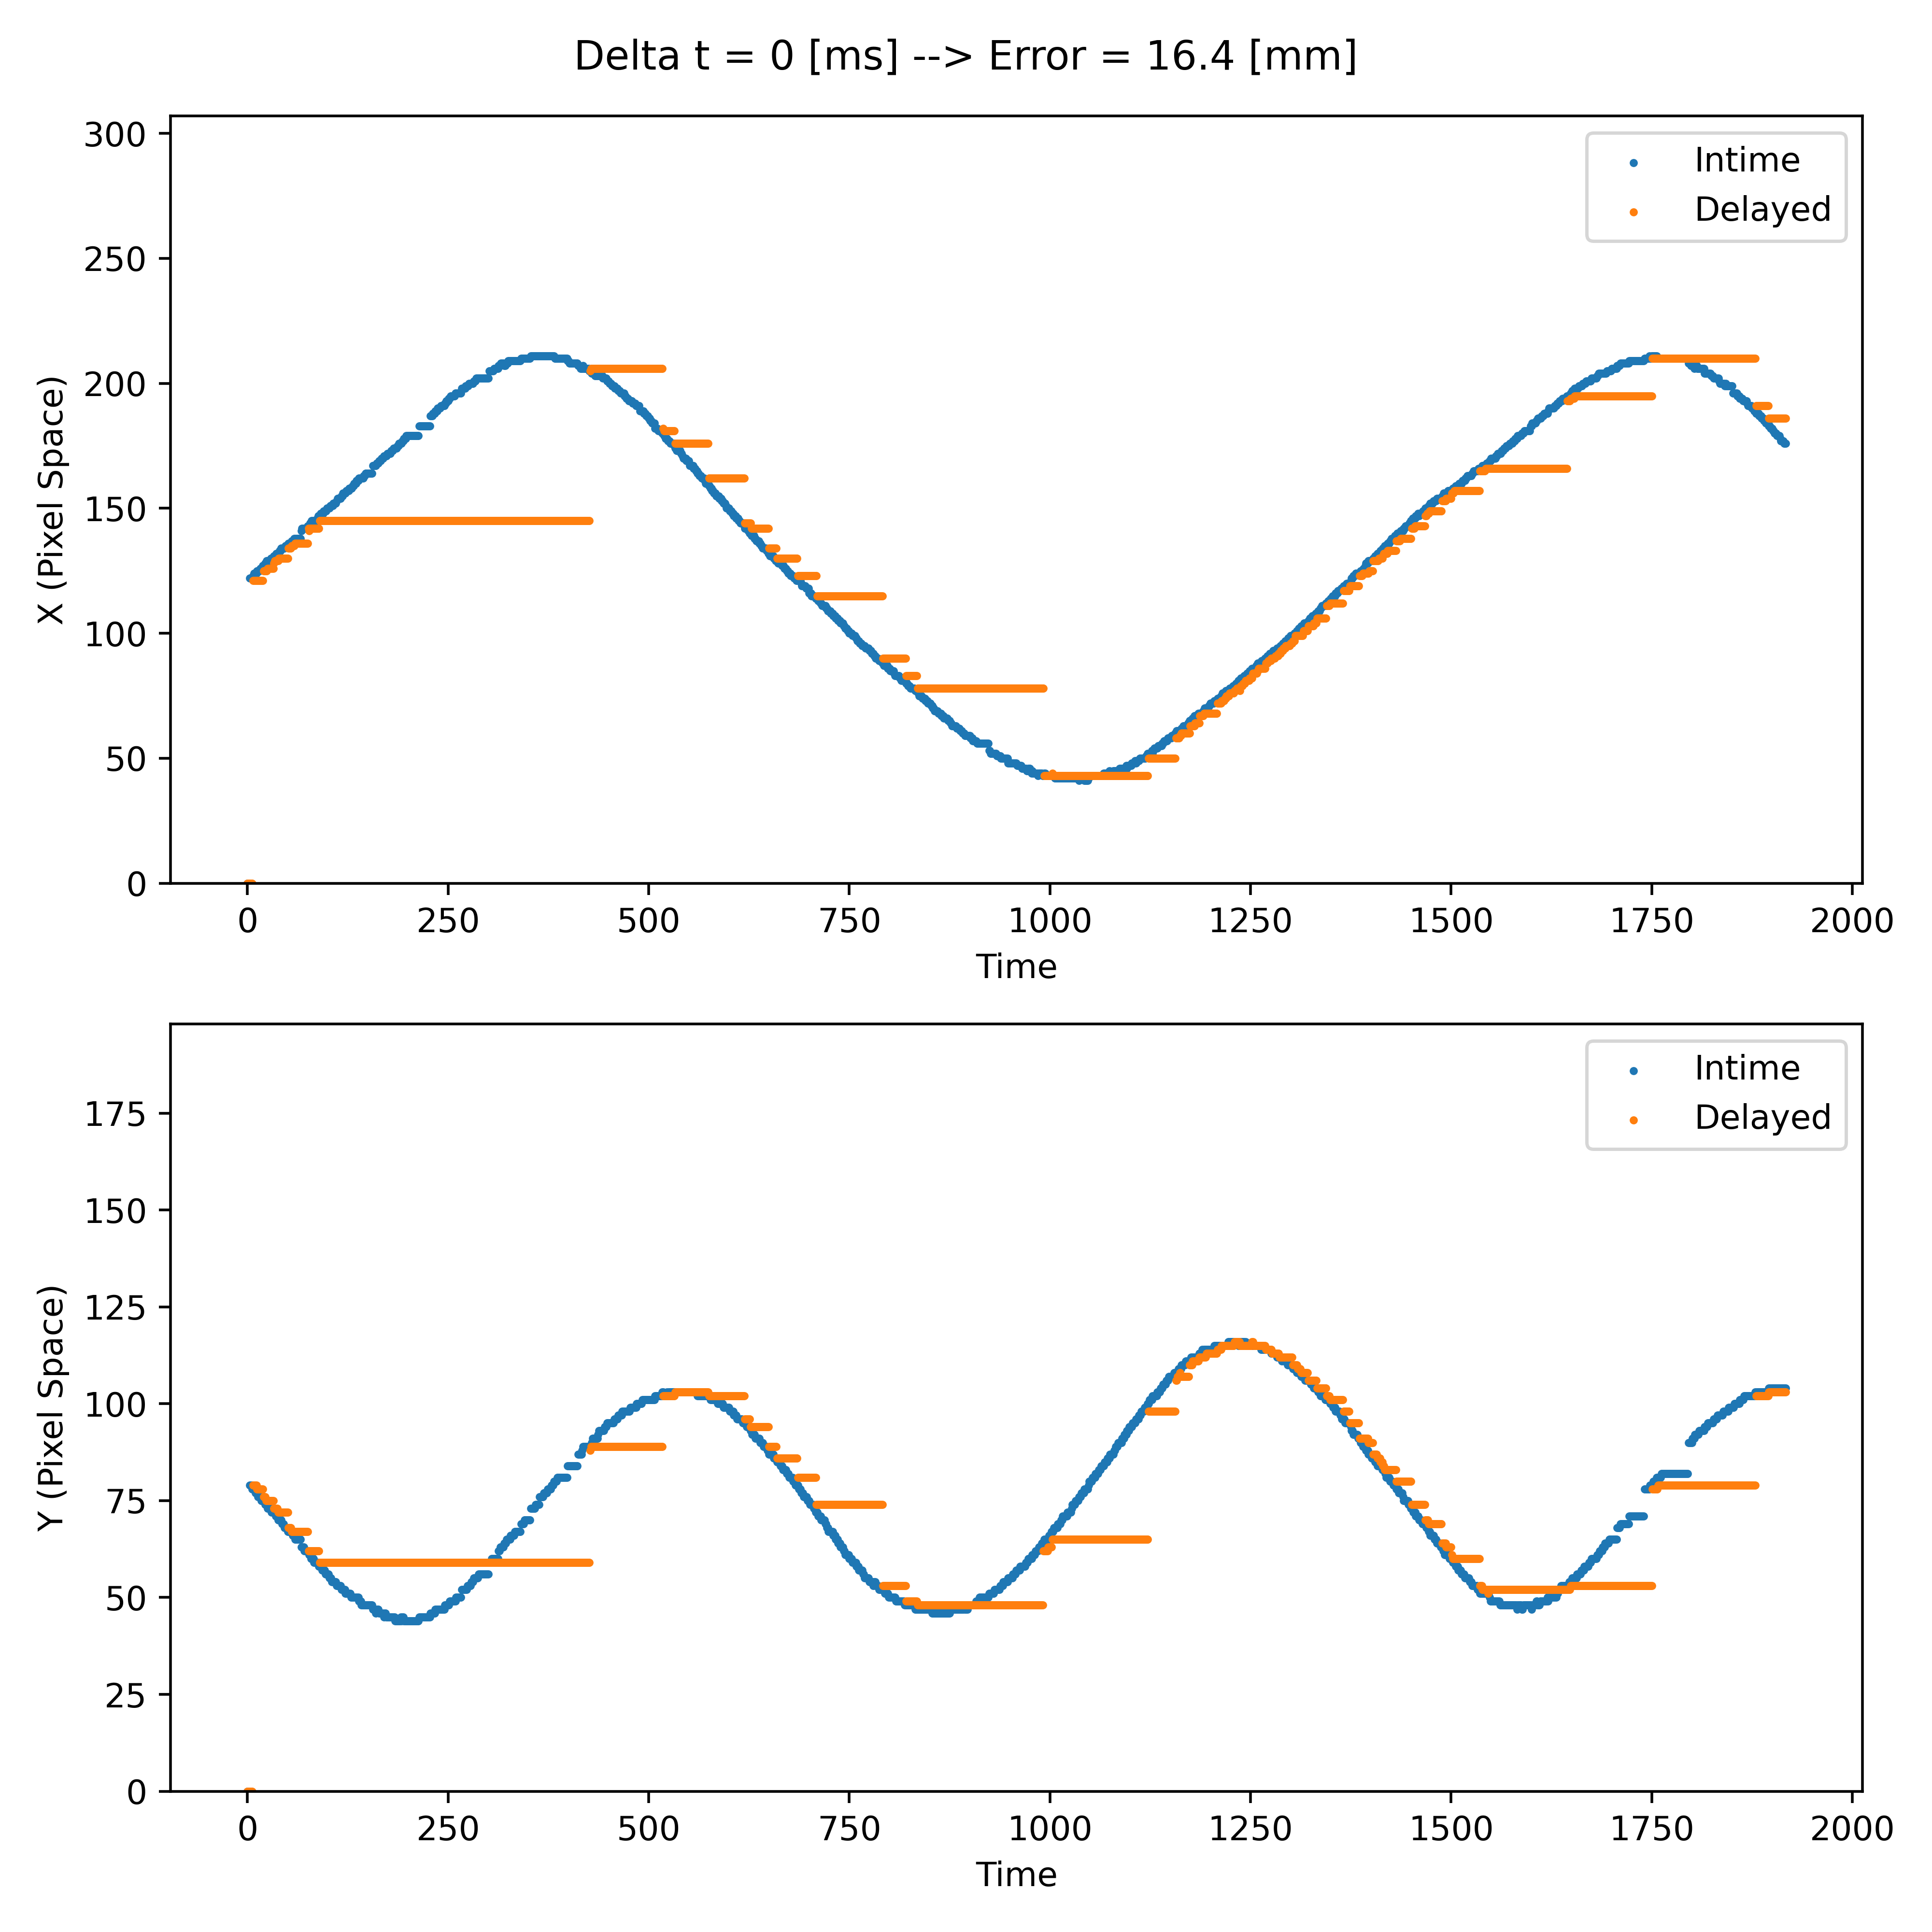 Delta t = 0 [ms] --> Error = 16.4 [mm]
300
250
200
150
100
50
0
X (Pixel Space)
Intime
Delayed
0 250 500 750 1000 1250 1500 1750 2000
Time
175
150
125
100
75
50
25
0
Y (Pixel Space)
Intime
Delayed
0 250 500 750 1000 1250 1500 1750 2000
Time